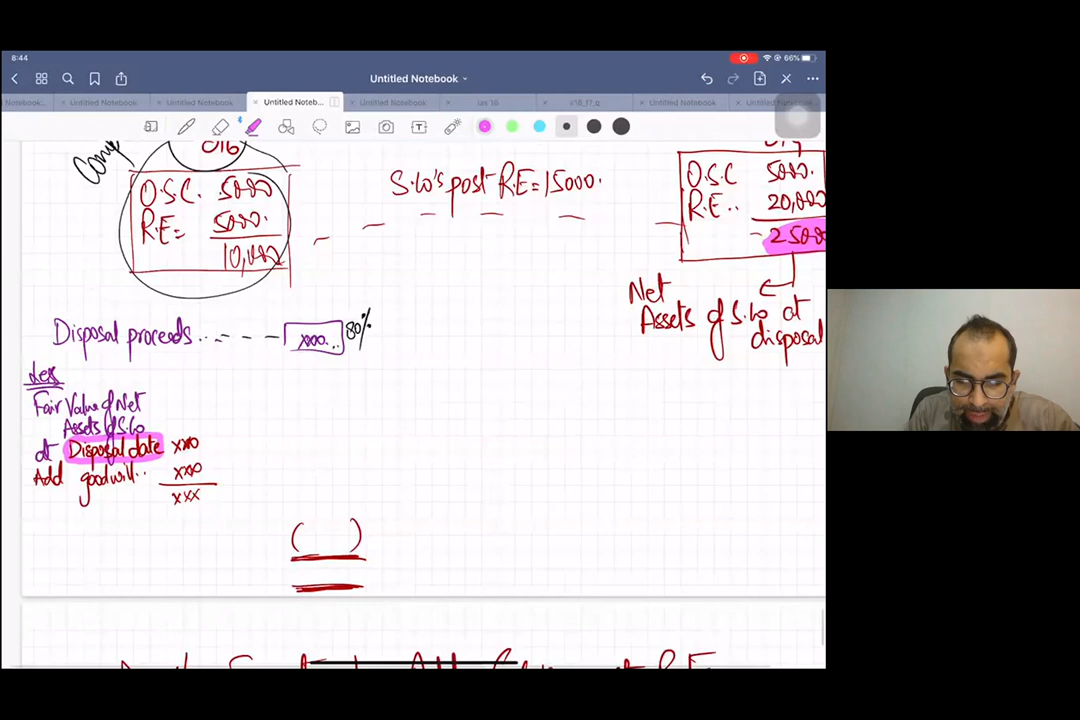 8:44
66%
Untitled Notebook
Notebook...
Untitled Notebook
Untitled Notebook
Untitled Noteb...
Untitled Notebook
ias 16
Untitled Notebook
O.S.C. 5000
R.E = 5000.
10,000
S.Co's post R.E = 15000.
O.S.C 5000.
R.E.. 20,000
25000
Net
Assets of S.Co at
disposal
Disposal proceeds... - - - xxx.. 80%
Less
Fair Value of Net
Assets of S.Co
at Disposal date xxx
Add goodwill.. xxx
xxx
( )